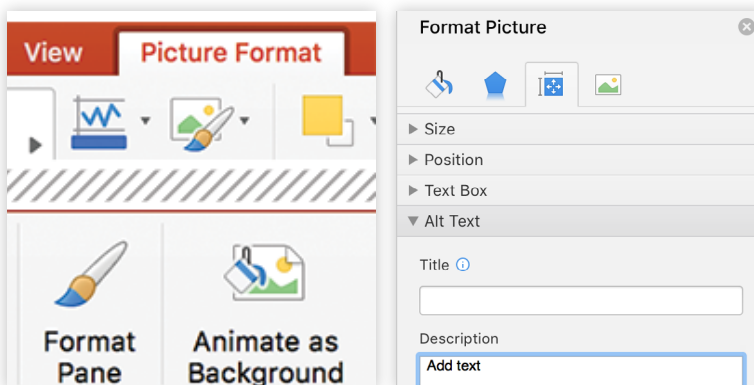 View
Picture Format
Format
Pane
Animate as
Background
Format Picture
Size
Position
Text Box
Alt Text
Title
Description
Add text